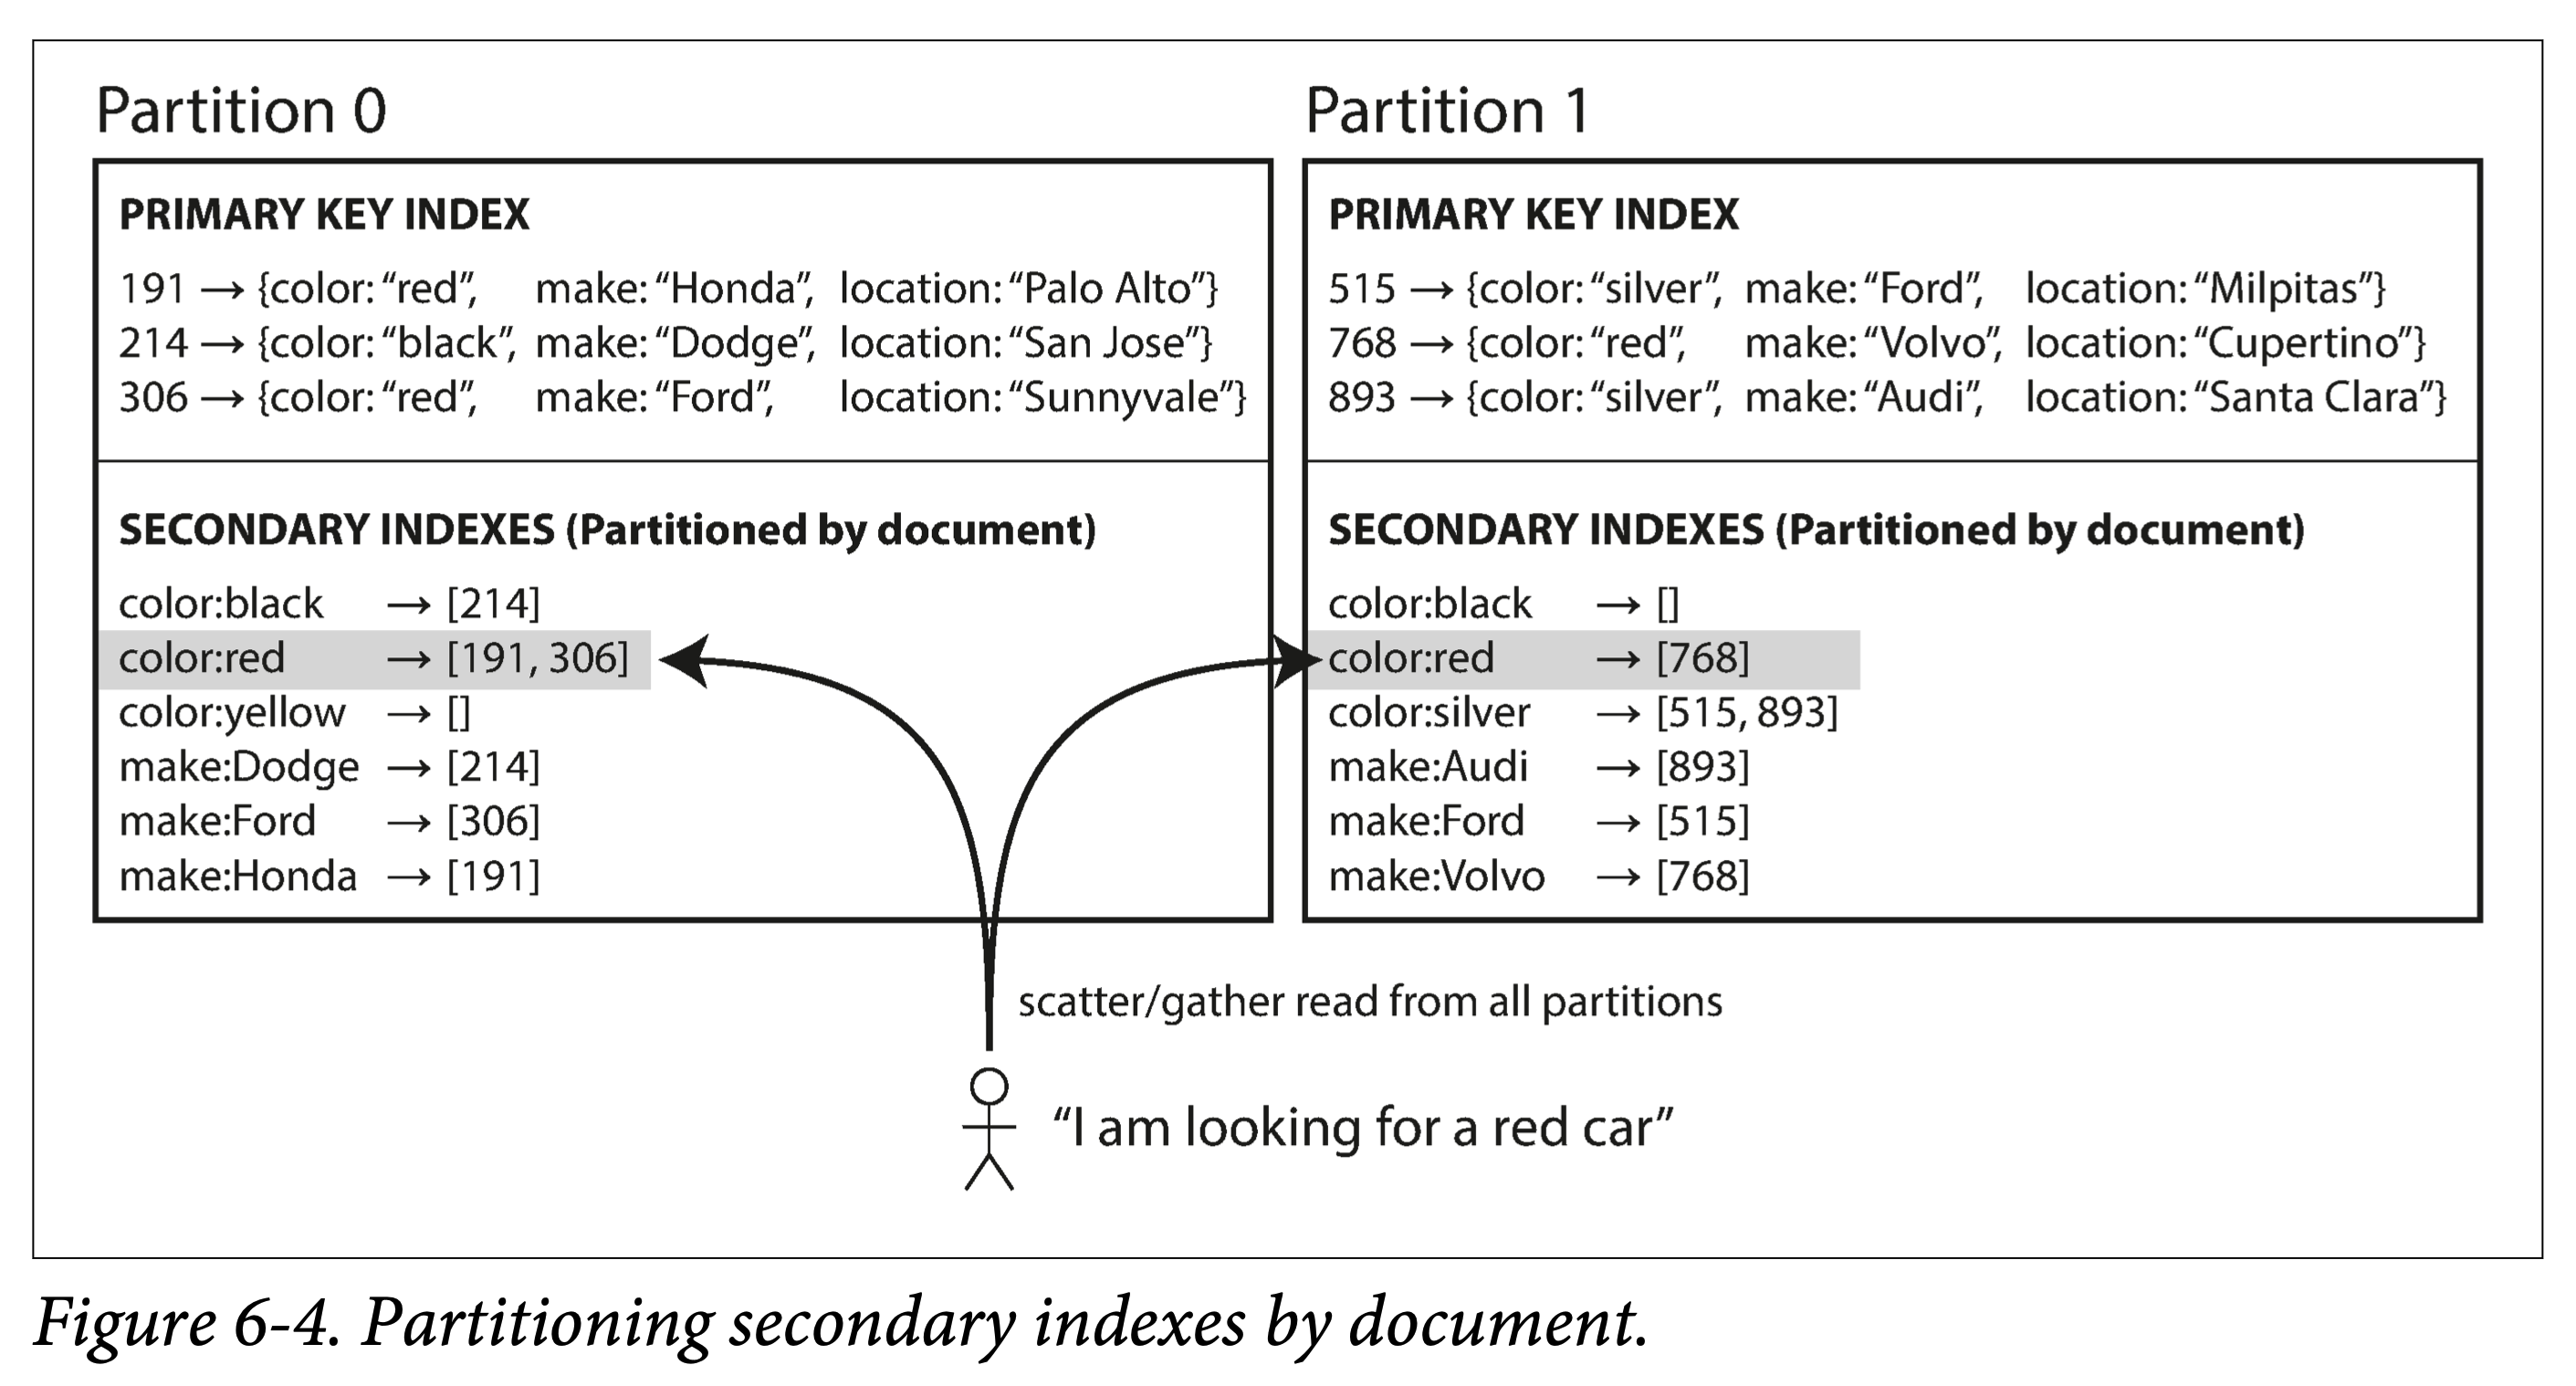 Partition 0
PRIMARY KEY INDEX
191 → {color: “red”, make: “Honda”, location: “Palo Alto”}
214 → {color: “black”, make: “Dodge”, location: “San Jose”}
306 → {color: “red”, make: “Ford”, location: “Sunnyvale”}
SECONDARY INDEXES (Partitioned by document)
color:black → [214]
color:red → [191, 306]
color:yellow → []
make:Dodge → [214]
make:Ford → [306]
make:Honda → [191]
Partition 1
PRIMARY KEY INDEX
515 → {color: “silver”, make: “Ford”, location: “Milpitas”}
768 → {color: “red”, make: “Volvo”, location: “Cupertino”}
893 → {color: “silver”, make: “Audi”, location: “Santa Clara”}
SECONDARY INDEXES (Partitioned by document)
color:black → []
color:red → [768]
color:silver → [515, 893]
make:Audi → [893]
make:Ford → [515]
make:Volvo → [768]
scatter/gather read from all partitions
“I am looking for a red car”
Figure 6-4. Partitioning secondary indexes by document.